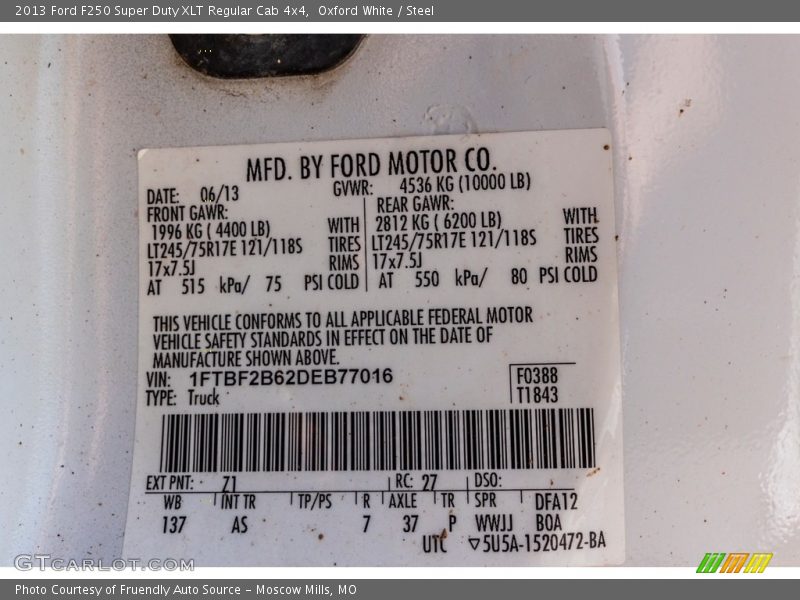 2013 Ford F250 Super Duty XLT Regular Cab 4x4, Oxford White / Steel
MFD. BY FORD MOTOR CO.
DATE: 06/13 GVWR: 4536 KG (10000 LB)
FRONT GAWR: REAR GAWR:
1996 KG ( 4400 LB) WITH 2812 KG ( 6200 LB) WITH
LT245/75R17E 121/118S TIRES LT245/75R17E 121/118S TIRES
17x7.5J RIMS 17x7.5J RIMS
AT 515 kPa/ 75 PSI COLD AT 550 kPa/ 80 PSI COLD
THIS VEHICLE CONFORMS TO ALL APPLICABLE FEDERAL MOTOR
VEHICLE SAFETY STANDARDS IN EFFECT ON THE DATE OF
MANUFACTURE SHOWN ABOVE.
VIN: 1FTBF2B62DEB77016 F0388
TYPE: Truck T1843
EXT PNT: Z1 RC: 27 DSO:
WB INT TR TP/PS R AXLE TR SPR DFA12
137 AS 7 37 P WWJJ BOA
UTC ▽5U5A-1520472-BA
GTCARLOT.COM
Photo Courtesy of Fruendly Auto Source - Moscow Mills, MO